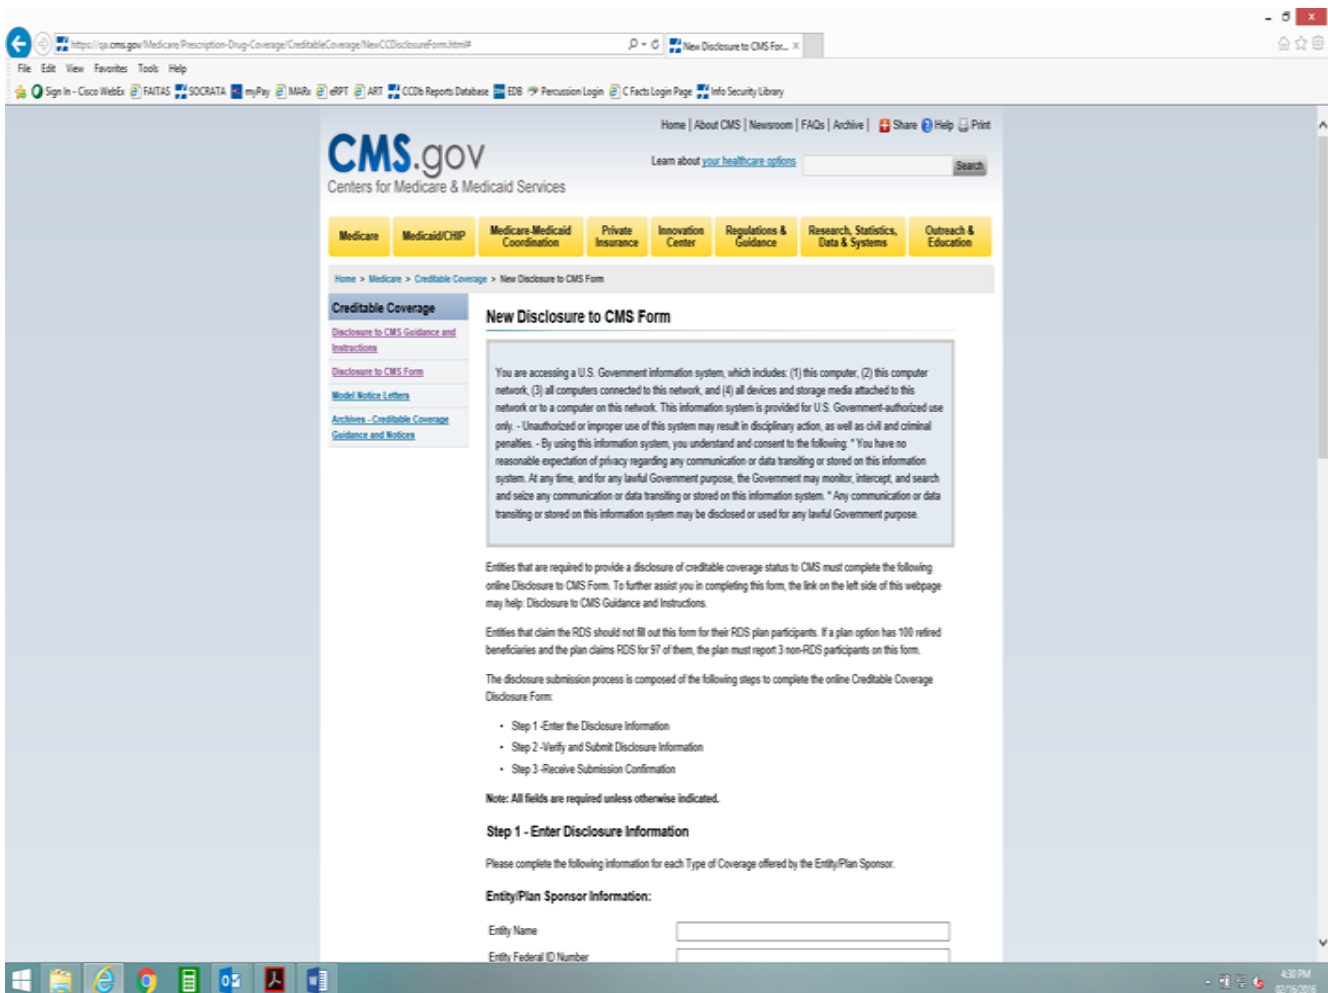 https://qa.cms.gov/Medicare/Prescription-Drug-Coverage/CreditableCoverage/NewCCDisclosureForm.html#
New Disclosure to CMS For...
File Edit View Favorites Tools Help
Sign In - Cisco WebEx FAITAS SOCRATA myPay MARx eRPT ART CCDb Reports Database EDB Percussion Login C Facts Login Page Info Security Library
Home | About CMS | Newsroom | FAQs | Archive | Share Help Print
CMS.gov
Learn about your healthcare options
Search
Centers for Medicare & Medicaid Services
Medicare
Medicaid/CHIP
Medicare-Medicaid
Coordination
Private
Insurance
Innovation
Center
Regulations &
Guidance
Research, Statistics,
Data & Systems
Outreach &
Education
Home > Medicare > Creditable Coverage > New Disclosure to CMS Form
Creditable Coverage
Disclosure to CMS Guidance and
Instructions
Disclosure to CMS Form
Model Notice Letters
Archives - Creditable Coverage
Guidance and Notices
New Disclosure to CMS Form
You are accessing a U.S. Government information system, which includes: (1) this computer, (2) this computer
network, (3) all computers connected to this network, and (4) all devices and storage media attached to this
network or to a computer on this network. This information system is provided for U.S. Government-authorized use
only. - Unauthorized or improper use of this system may result in disciplinary action, as well as civil and criminal
penalties. - By using this information system, you understand and consent to the following: * You have no
reasonable expectation of privacy regarding any communication or data transiting or stored on this information
system. At any time, and for any lawful Government purpose, the Government may monitor, intercept, and search
and seize any communication or data transiting or stored on this information system. * Any communication or data
transiting or stored on this information system may be disclosed or used for any lawful Government purpose.
Entities that are required to provide a disclosure of creditable coverage status to CMS must complete the following
online Disclosure to CMS Form. To further assist you in completing this form, the link on the left side of this webpage
may help: Disclosure to CMS Guidance and Instructions.
Entities that claim the RDS should not fill out this form for their RDS plan participants. If a plan option has 100 retired
beneficiaries and the plan claims RDS for 97 of them, the plan must report 3 non-RDS participants on this form.
The disclosure submission process is composed of the following steps to complete the online Creditable Coverage
Disclosure Form:
• Step 1 -Enter the Disclosure Information
• Step 2 -Verify and Submit Disclosure Information
• Step 3 -Receive Submission Confirmation
Note: All fields are required unless otherwise indicated.
Step 1 - Enter Disclosure Information
Please complete the following information for each Type of Coverage offered by the Entity/Plan Sponsor.
Entity/Plan Sponsor Information:
Entity Name
Entity Federal ID Number
4:30 PM
02/16/2016